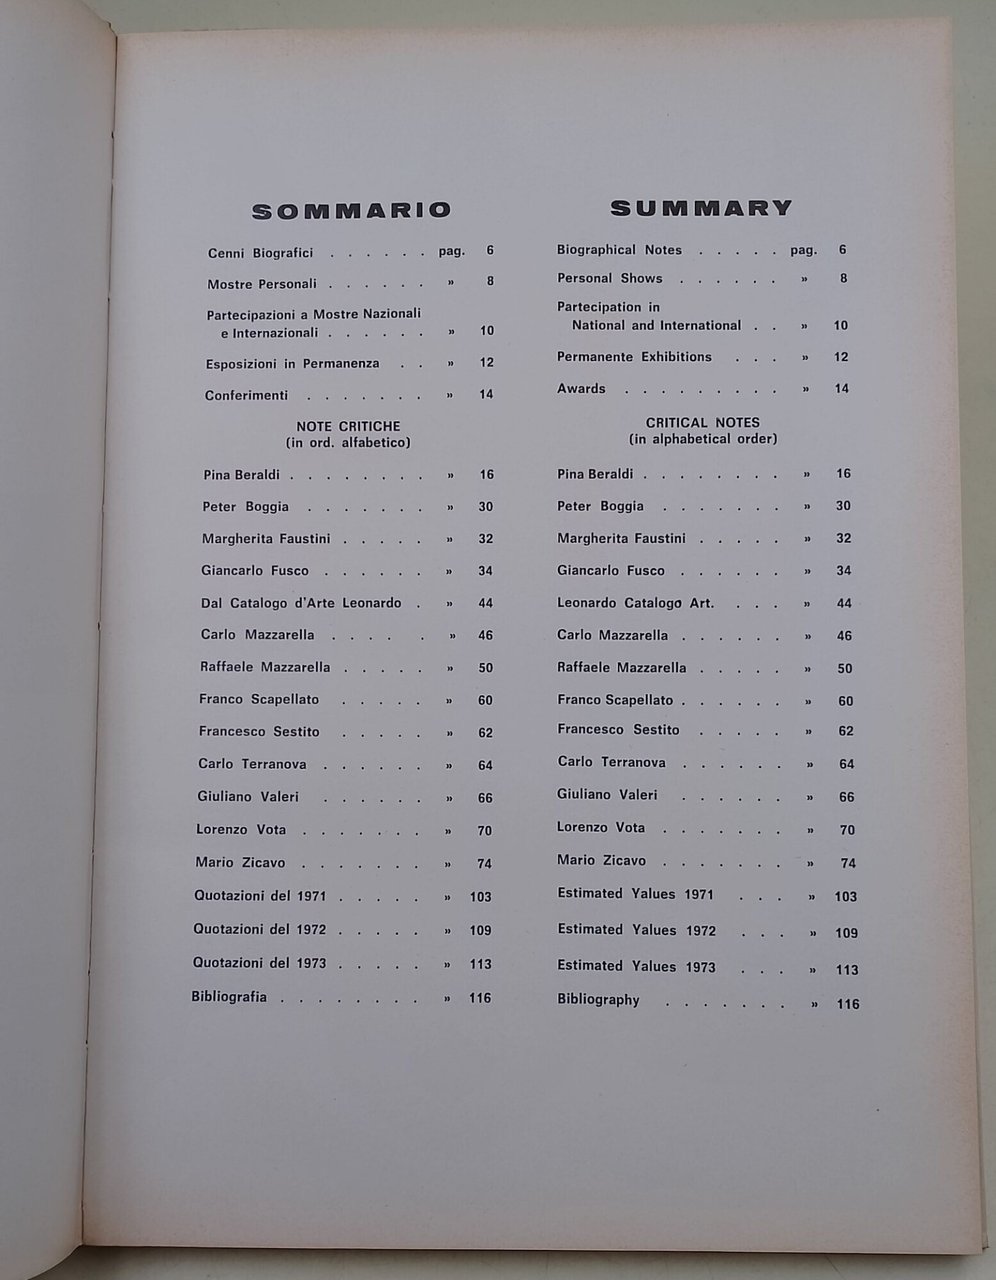 SOMMARIO
Cenni Biografici . . . . . . pag. 6
Mostre Personali . . . . . . » 8
Partecipazioni a Mostre Nazionali
e Internazionali . . . . . . » 10
Esposizioni in Permanenza . . » 12
Conferimenti . . . . . . . » 14
NOTE CRITICHE
(in ord. alfabetico)
Pina Beraldi . . . . . . . . » 16
Peter Boggia . . . . . . . » 30
Margherita Faustini . . . . . » 32
Giancarlo Fusco . . . . . . » 34
Dal Catalogo d'Arte Leonardo . » 44
Carlo Mazzarella . . . . . » 46
Raffaele Mazzarella . . . . . » 50
Franco Scapellato . . . . . » 60
Francesco Sestito . . . . . » 62
Carlo Terranova . . . . . . » 64
Giuliano Valeri . . . . . . » 66
Lorenzo Vota . . . . . . . » 70
Mario Zicavo . . . . . . . » 74
Quotazioni del 1971 . . . . . » 103
Quotazioni del 1972 . . . . . » 109
Quotazioni del 1973 . . . . . » 113
Bibliografia . . . . . . . . » 116
SUMMARY
Biographical Notes . . . . . pag. 6
Personal Shows . . . . . . » 8
Partecipation in
National and International . . » 10
Permanente Exhibitions . . . » 12
Awards . . . . . . . . . » 14
CRITICAL NOTES
(in alphabetical order)
Pina Beraldi . . . . . . . . » 16
Peter Boggia . . . . . . . » 30
Margherita Faustini . . . . . » 32
Giancarlo Fusco . . . . . . » 34
Leonardo Catalogo Art. . . . » 44
Carlo Mazzarella . . . . . . » 46
Raffaele Mazzarella . . . . . » 50
Franco Scapellato . . . . . . » 60
Francesco Sestito . . . . . » 62
Carlo Terranova . . . . . . » 64
Giuliano Valeri . . . . . . » 66
Lorenzo Vota . . . . . . . » 70
Mario Zicavo . . . . . . . » 74
Estimated Yalues 1971 . . . » 103
Estimated Yalues 1972 . . . » 109
Estimated Yalues 1973 . . . » 113
Bibliography . . . . . . . » 116